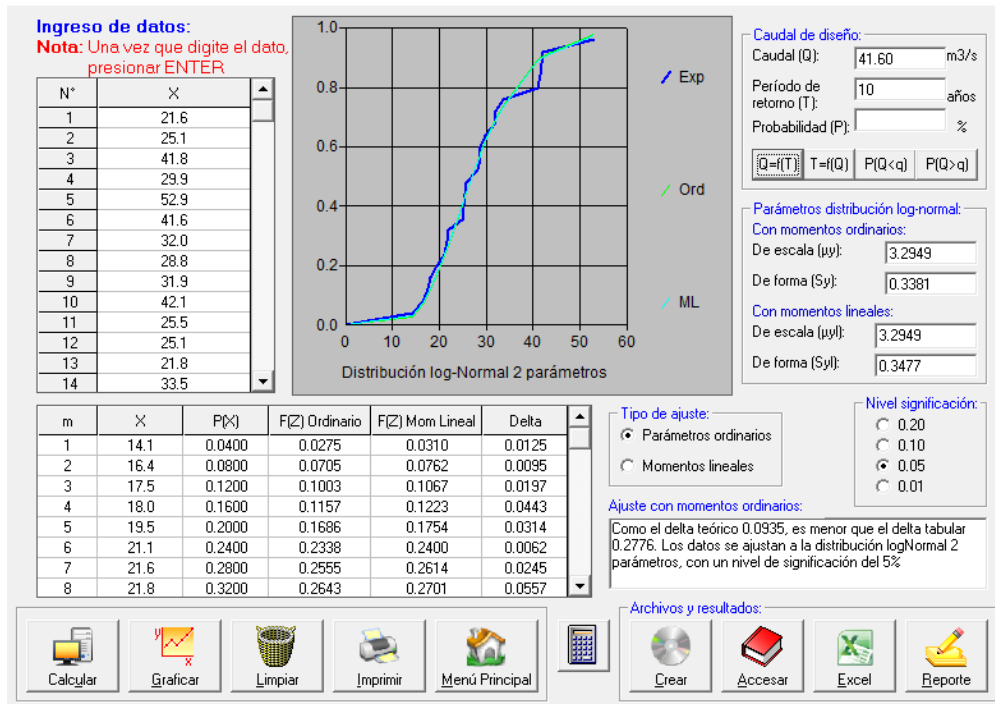 Ingreso de datos:
Nota: Una vez que digite el dato,
presionar ENTER
N° X
1 21.6
2 25.1
3 41.8
4 29.9
5 52.9
6 41.6
7 32.0
8 28.8
9 31.9
10 42.1
11 25.5
12 25.1
13 21.8
14 33.5
1.0
0.8
0.6
0.4
0.2
0.0
0 10 20 30 40 50 60
Distribución log-Normal 2 parámetros
Exp
Ord
ML
Caudal de diseño:
Caudal (Q): 41.60 m3/s
Período de
retorno (T): 10 años
Probabilidad (P): %
Q=f(T) T=f(Q) P(Q<q) P(Q>q)
Parámetros distribución log-normal:
Con momentos ordinarios:
De escala (µy): 3.2949
De forma (Sy): 0.3381
Con momentos lineales:
De escala (µyl): 3.2949
De forma (Syl): 0.3477
m X P(X) F(Z) Ordinario F(Z) Mom Lineal Delta
1 14.1 0.0400 0.0275 0.0310 0.0125
2 16.4 0.0800 0.0705 0.0762 0.0095
3 17.5 0.1200 0.1003 0.1067 0.0197
4 18.0 0.1600 0.1157 0.1223 0.0443
5 19.5 0.2000 0.1686 0.1754 0.0314
6 21.1 0.2400 0.2338 0.2400 0.0062
7 21.6 0.2800 0.2555 0.2614 0.0245
8 21.8 0.3200 0.2643 0.2701 0.0557
Tipo de ajuste:
Parámetros ordinarios
Momentos lineales
Nivel significación:
0.20
0.10
0.05
0.01
Ajuste con momentos ordinarios:
Como el delta teórico 0.0935, es menor que el delta tabular
0.2776. Los datos se ajustan a la distribución logNormal 2
parámetros, con un nivel de significación del 5%
Calcular
Graficar
Limpiar
Imprimir
Menú Principal
Archivos y resultados:
Crear
Accesar
Excel
Reporte